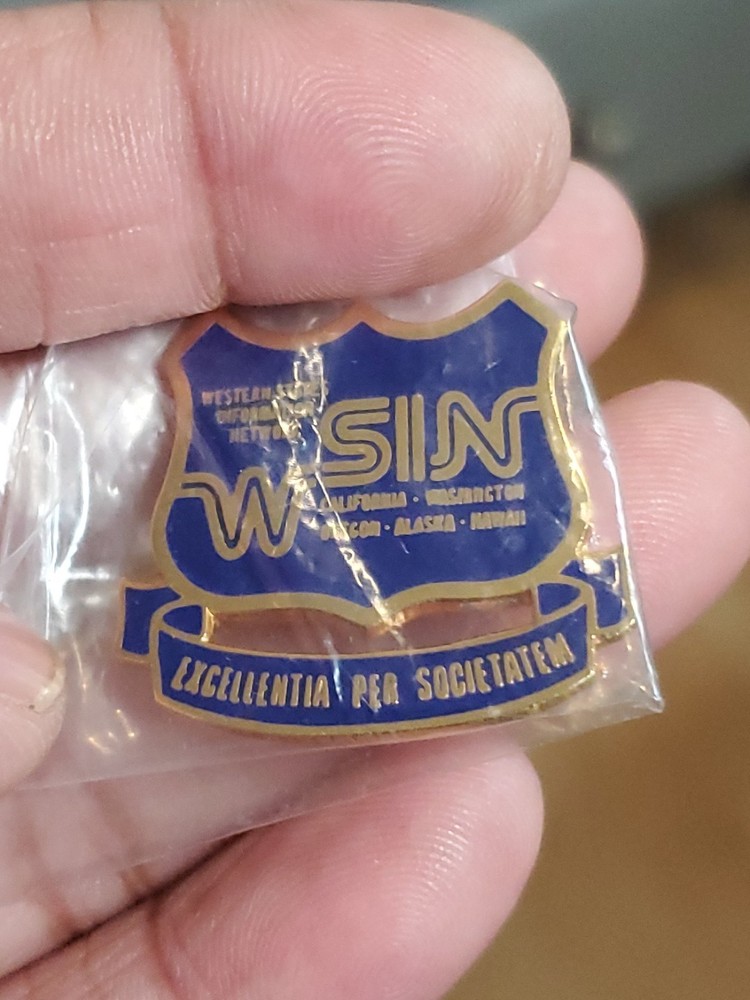 WESTERN STATES
INFORMATION
NETWORK
WSIN
CALIFORNIA · WASHINGTON
OREGON · ALASKA · HAWAII
EXCELLENTIA PER SOCIETATEM